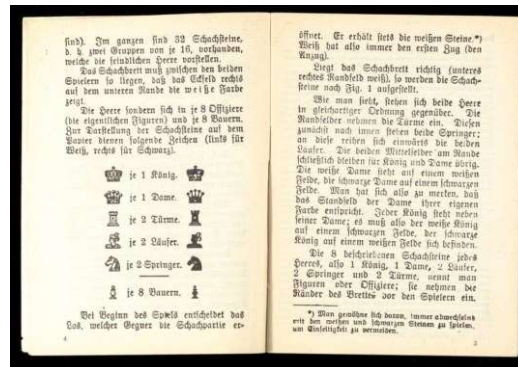 sind). Im ganzen sind 32 Schachsteine,
d. h. zwei Gruppen von je 16, vorhanden,
welche die feindlichen Heere vorstellen.
Das Schachbrett muß zwischen den beiden
Spielern so liegen, daß das Eckfeld rechts
auf dem unteren Rande die weiße Farbe
zeigt.
Die Heere sondern sich in je 8 Offiziere
(die eigentlichen Figuren) und je 8 Bauern.
Zur Darstellung der Schachsteine auf dem
Papier dienen folgende Zeichen (links für
Weiß, rechts für Schwarz).
je 1 König.
je 1 Dame.
je 2 Türme.
je 2 Läufer.
je 2 Springer.
je 8 Bauern.
Bei Beginn des Spiels entscheidet das
Los, welcher Gegner die Schachpartie er-
4
öffnet. Er erhält stets die weißen Steine.*)
Weiß hat also immer den ersten Zug (den
Anzug).
Liegt das Schachbrett richtig (unteres
rechtes Randfeld weiß), so werden die Schach-
steine nach Fig. 1 aufgestellt.
Wie man sieht, stehen sich beide Heere
in gleichartiger Ordnung gegenüber. Die
Randfelder nehmen die Türme ein. Diesen
zunächst nach innen stehen beide Springer;
an diese reihen sich einwärts die beiden
Läufer. Die beiden Mittelfelder am Rande
schließlich bleiben für König und Dame übrig.
Die weiße Dame steht auf einem weißen
Felde, die schwarze Dame auf einem schwarzen
Felde. Man hat sich also zu merken, daß
das Standfeld der Dame ihrer eigenen
Farbe entspricht. Jeder König steht neben
seiner Dame; es muß also der weiße König
auf einem schwarzen Felde, der schwarze
König auf einem weißen Felde sich befinden.
Die 8 beschriebenen Schachsteine jedes
Heeres, also 1 König, 1 Dame, 2 Läufer,
2 Springer und 2 Türme, nennt man
Figuren oder Offiziere; sie nehmen die
Ränder des Brettes vor den Spielern ein.
*) Man gewöhne sich daran, immer abwechselnd
mit den weißen und schwarzen Steinen zu spielen,
um Einseitigkeit zu vermeiden.
5